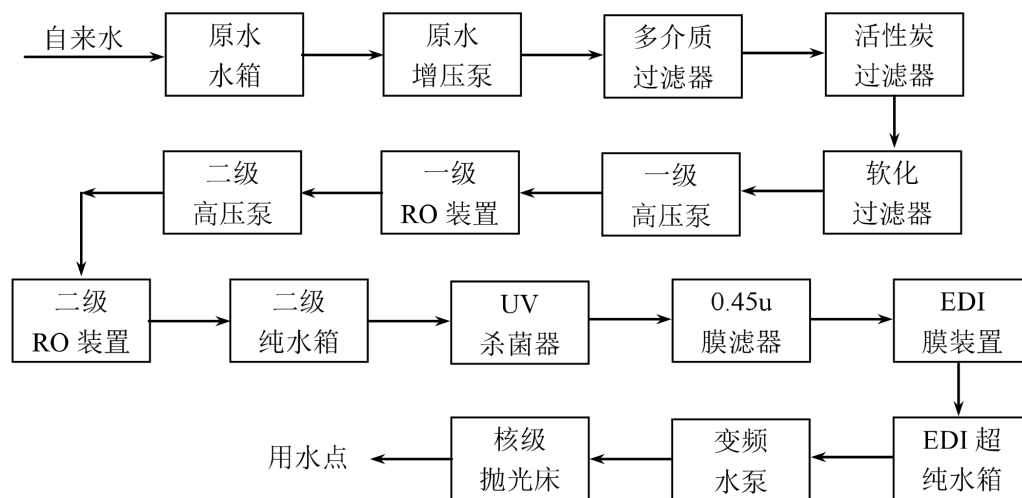 自来水
原水
水箱
原水
增压泵
多介质
过滤器
活性炭
过滤器
二级
高压泵
一级
RO 装置
一级
高压泵
软化
过滤器
二级
RO 装置
二级
纯水箱
UV
杀菌器
0.45u
膜滤器
EDI
膜装置
用水点
核级
抛光床
变频
水泵
EDI 超
纯水箱